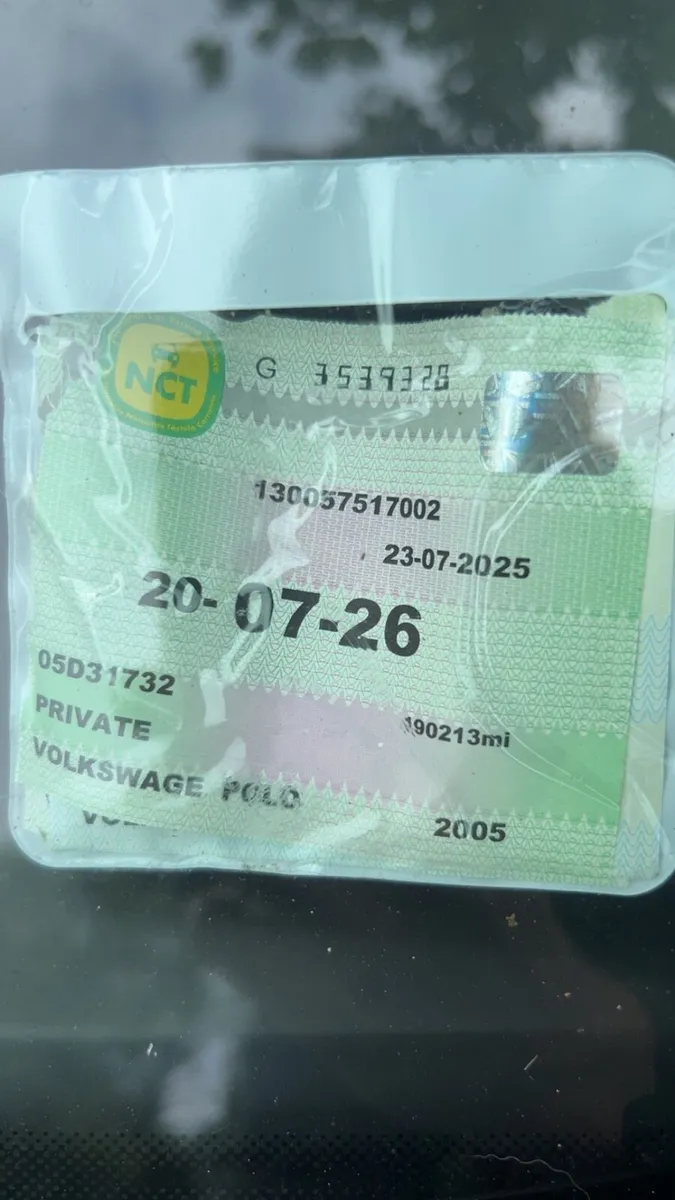 NCT
G 3539328
130057517002
23-07-2025
20-07-26
05D31732
PRIVATE
190213mi
VOLKSWAGE POLO
2005